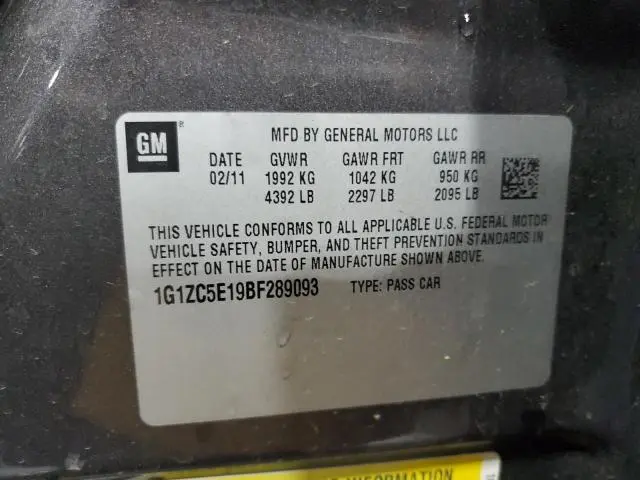 GM ®
MFD BY GENERAL MOTORS LLC
DATE GVWR GAWR FRT GAWR RR
02/11 1992 KG 1042 KG 950 KG
4392 LB 2297 LB 2095 LB
THIS VEHICLE CONFORMS TO ALL APPLICABLE U.S. FEDERAL MOTOR
VEHICLE SAFETY, BUMPER, AND THEFT PREVENTION STANDARDS IN
EFFECT ON THE DATE OF MANUFACTURE SHOWN ABOVE.
1G1ZC5E19BF289093 TYPE: PASS CAR
INFORMATION